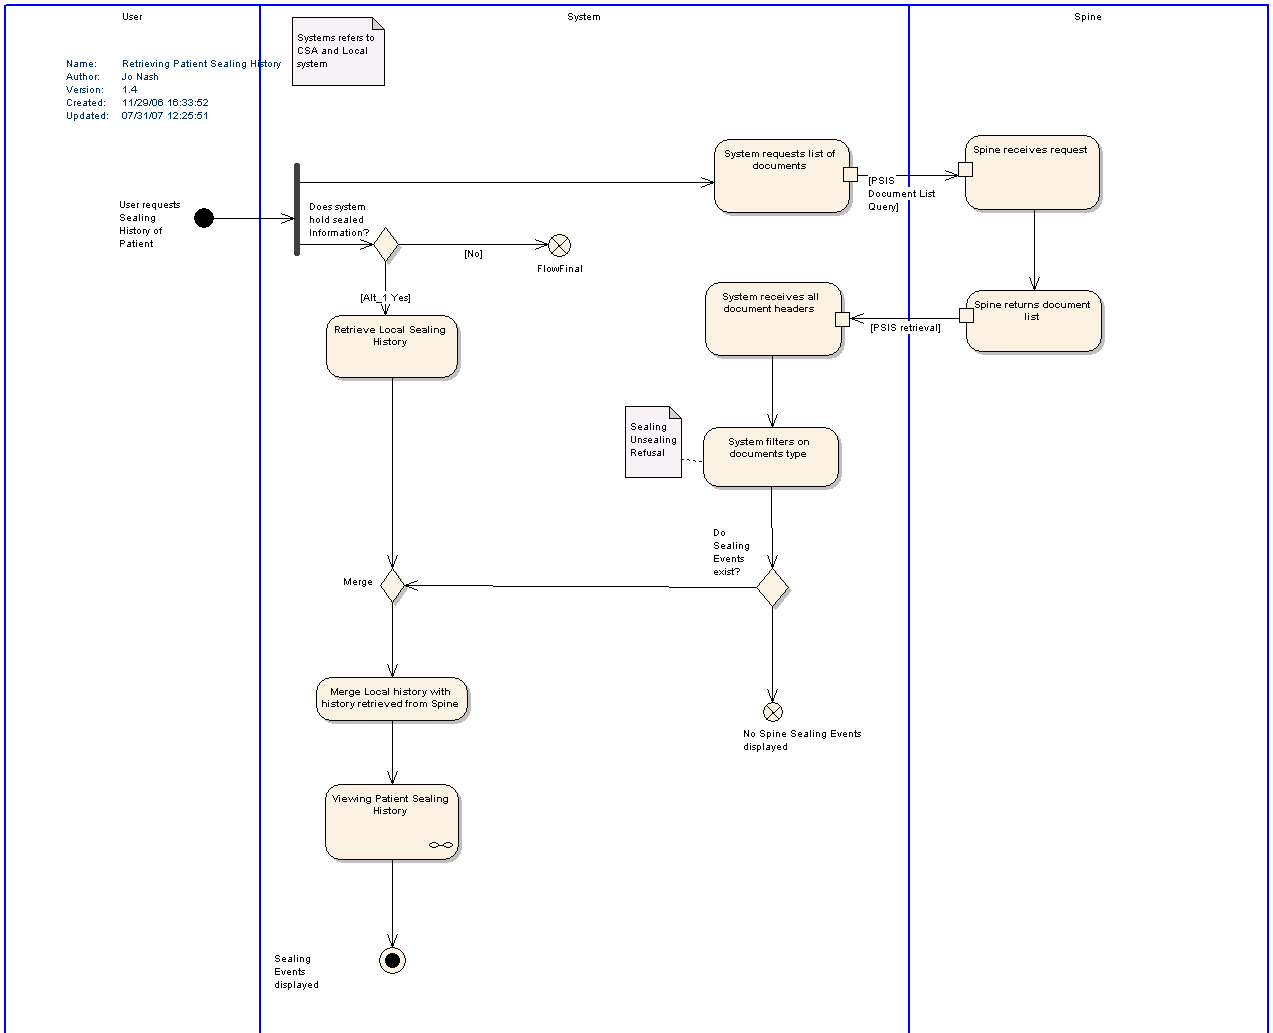 User
System
Spine
Systems refers to
CSA and Local
system
Name: Retrieving Patient Sealing History
Author: Jo Nash
Version: 1.4
Created: 11/29/06 16:33:52
Updated: 07/31/07 12:25:51
System requests list of
documents
Spine receives request
[PSIS
Document List
Query]
User requests
Sealing
History of
Patient
Does system
hold sealed
Information?
[No]
FlowFinal
[Alt_1 Yes]
System receives all
document headers
Spine returns document
list
[PSIS retrieval]
Retrieve Local Sealing
History
Sealing
Unsealing
Refusal
System filters on
documents type
Do
Sealing
Events
exist?
Merge
Merge Local history with
history retrieved from Spine
No Spine Sealing Events
displayed
Viewing Patient Sealing
History
Sealing
Events
displayed